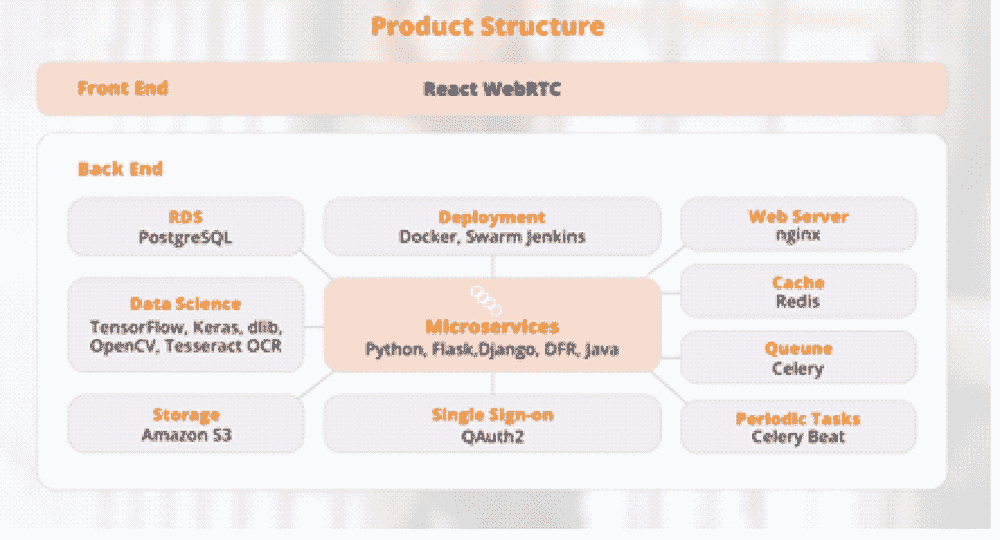 Product Structure
Front End
React WebRTC
Back End
RDS
PostgreSQL
Deployment
Docker, Swarm Jenkins
Web Server
nginx
Data Science
TensorFlow, Keras, dlib,
OpenCV, Tesseract OCR
Microservices
Python, Flask,Django, DFR, Java
Cache
Redis
Queune
Celery
Storage
Amazon S3
Single Sign-on
QAuth2
Periodic Tasks
Celery Beat